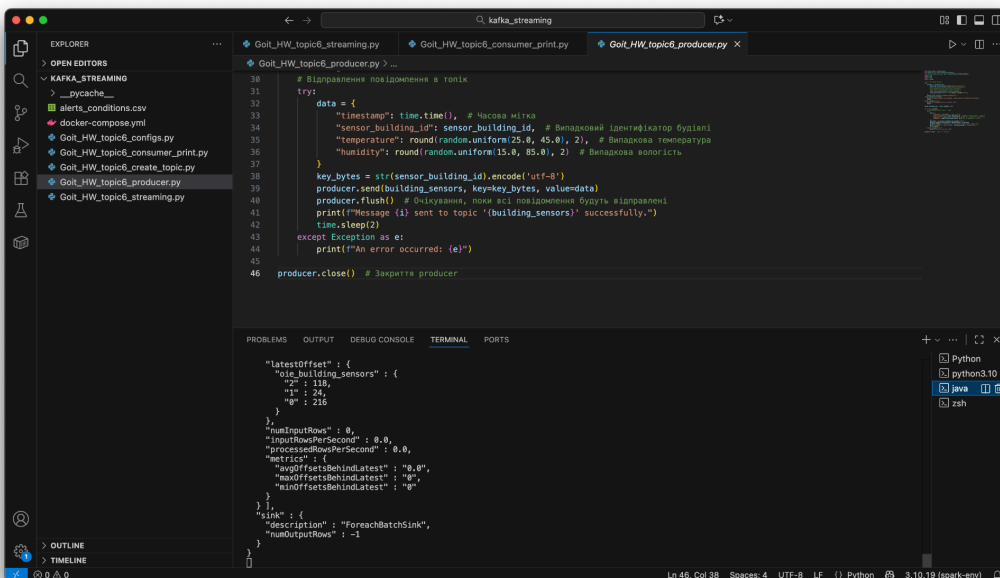 kafka_streaming
EXPLORER
OPEN EDITORS
KAFKA_STREAMING
__pycache__
alerts_conditions.csv
docker-compose.yml
Goit_HW_topic6_configs.py
Goit_HW_topic6_consumer_print.py
Goit_HW_topic6_create_topic.py
Goit_HW_topic6_producer.py
Goit_HW_topic6_streaming.py
OUTLINE
TIMELINE
Goit_HW_topic6_streaming.py
Goit_HW_topic6_consumer_print.py
Goit_HW_topic6_producer.py
Goit_HW_topic6_producer.py > ...
30 # Відправлення повідомлення в топік
31 try:
32 data = {
33 "timestamp": time.time(), # Часова мітка
34 "sensor_building_id": sensor_building_id, # Випадковий ідентифікатор будівлі
35 "temperature": round(random.uniform(25.0, 45.0), 2), # Випадкова температура
36 "humidity": round(random.uniform(15.0, 85.0), 2) # Випадкова вологість
37 }
38 key_bytes = str(sensor_building_id).encode('utf-8')
39 producer.send(building_sensors, key=key_bytes, value=data)
40 producer.flush() # Очікування, поки всі повідомлення будуть відправлені
41 print(f"Message {i} sent to topic '{building_sensors}' successfully.")
42 time.sleep(2)
43 except Exception as e:
44 print(f"An error occurred: {e}")
45
46 producer.close() # Закриття producer
PROBLEMS OUTPUT DEBUG CONSOLE TERMINAL PORTS
"latestOffset" : {
"oie_building_sensors" : {
"2" : 118,
"1" : 24,
"0" : 216
}
},
"numInputRows" : 0,
"inputRowsPerSecond" : 0.0,
"processedRowsPerSecond" : 0.0,
"metrics" : {
"avgOffsetsBehindLatest" : "0.0",
"maxOffsetsBehindLatest" : "0",
"minOffsetsBehindLatest" : "0"
}
} ],
"sink" : {
"description" : "ForeachBatchSink",
"numOutputRows" : -1
}
}
Python
python3.10
java
zsh
1
0 0
Ln 46, Col 38 Spaces: 4 UTF-8 LF {} Python 3.10.19 (spark-env)